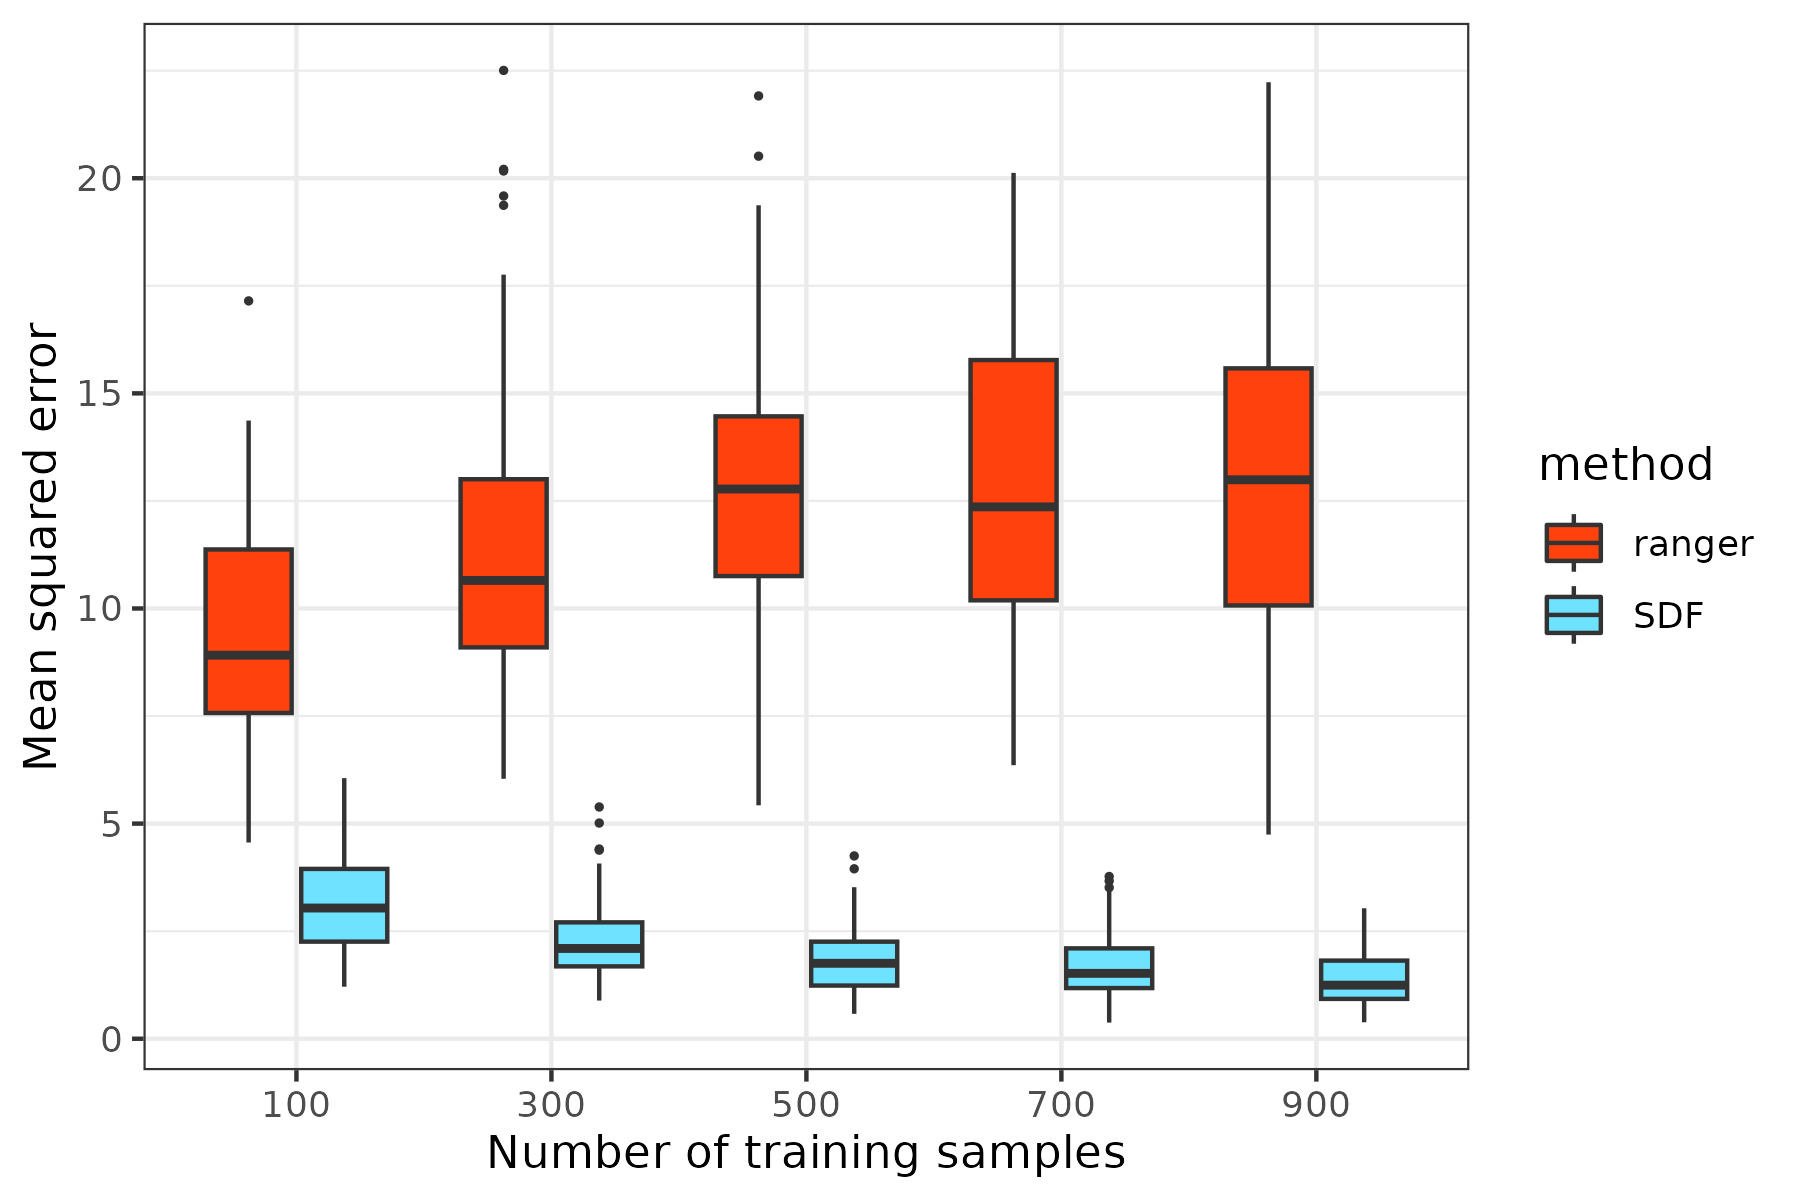 20
15
10
5
0
Mean squared error
100 300 500 700 900
Number of training samples
method
ranger
SDF